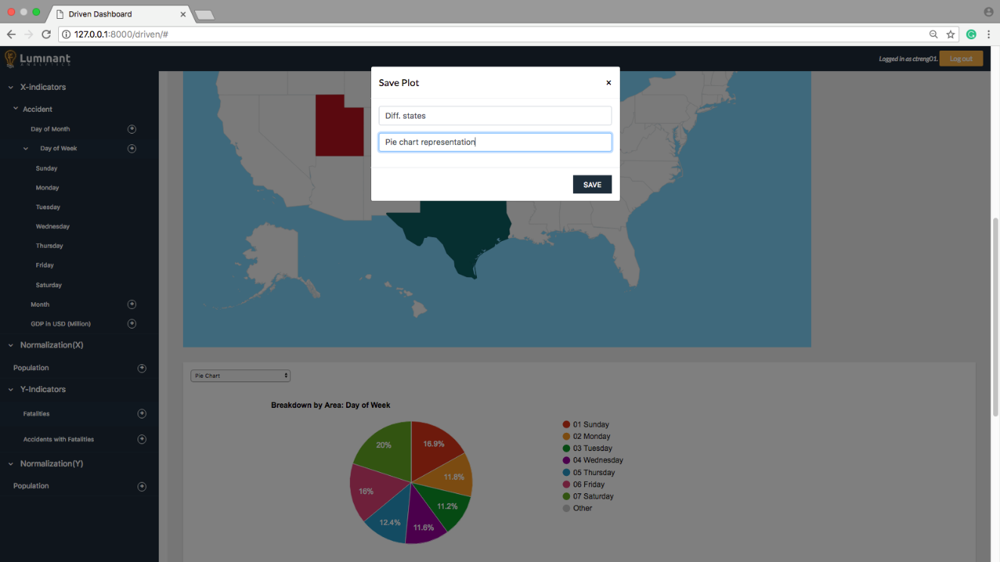 Driven Dashboard
127.0.0.1:8000/driven/#
Luminant
ANALYTICS
Logged in as ctreng01.
Log out
X-indicators
Accident
Day of Month
Day of Week
Sunday
Monday
Tuesday
Wednesday
Thursday
Friday
Saturday
Month
GDP in USD (Million)
Normalization(X)
Population
Y-Indicators
Fatalities
Accidents with Fatalities
Normalization(Y)
Population
Save Plot
×
Diff. states
Pie chart representation
SAVE
Pie Chart
Breakdown by Area: Day of Week
20%
16.9%
11.8%
11.2%
11.6%
12.4%
16%
01 Sunday
02 Monday
03 Tuesday
04 Wednesday
05 Thursday
06 Friday
07 Saturday
Other